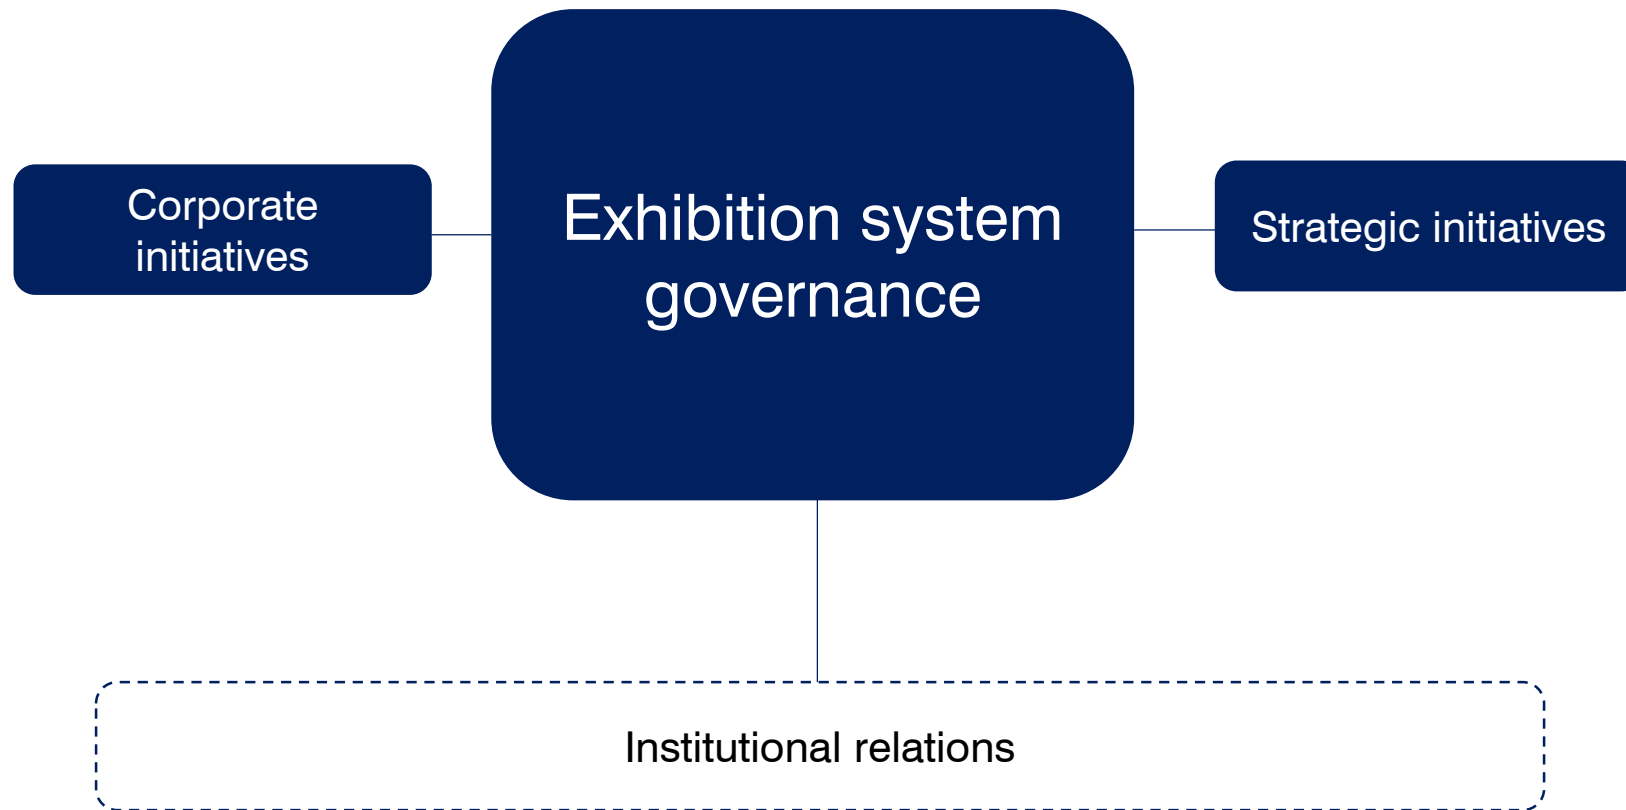 Corporate
initiatives
Exhibition system
governance
Strategic initiatives
Institutional relations